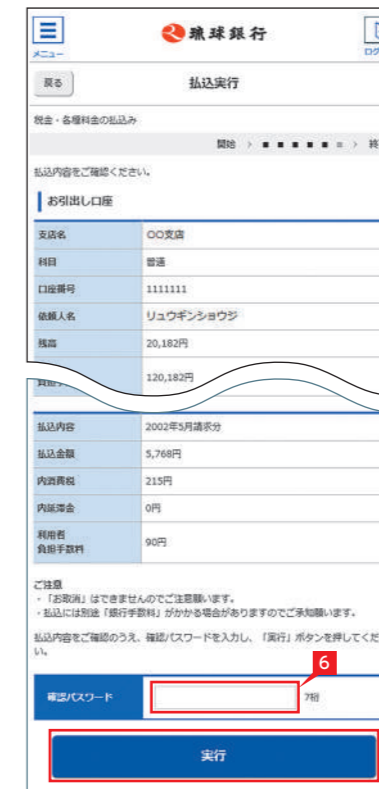 メニュー
琉球銀行
戻る
払込実行
税金・各種料金の払込み
開始 > ■ ■ ■ ■ ■ ■ ■ > 終
払込内容をご確認ください。
お引出し口座
支店名 〇〇支店
科目 普通
口座番号 1111111
依頼人名 リュウギンショウジ
残高 20,182円
120,182円
払込内容 2002年5月請求分
払込金額 5,768円
内消費税 215円
内延滞金 0円
利用者
負担手数料 90円
ご注意
・「お取消」はできませんのでご注意願います。
・払込には別途「銀行手数料」がかかる場合がありますのでご承知願います。
払込内容をご確認のうえ、確認パスワードを入力し、「実行」ボタンを押してくだ
い。
6
確認パスワード 7桁
実行